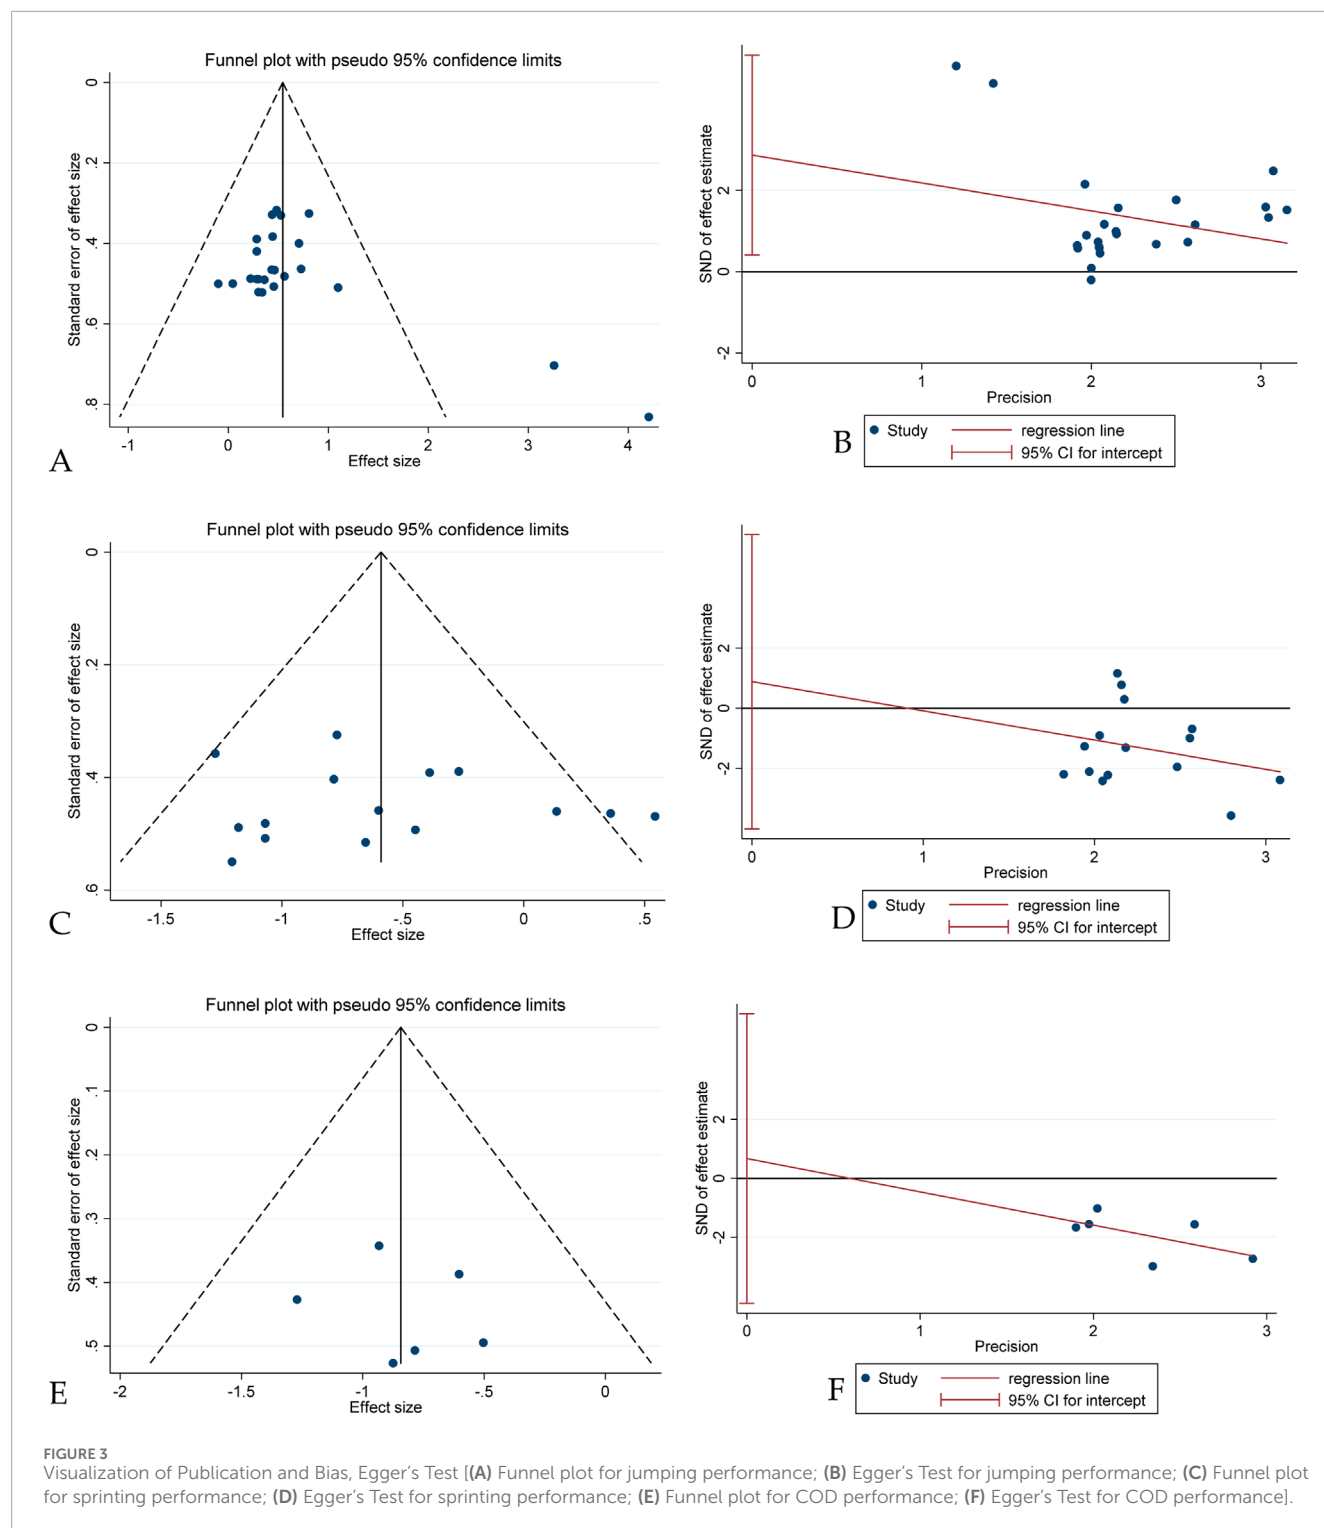 Funnel plot with pseudo 95% confidence limits
Standard error of effect size
0
.2
.4
.6
.8
-1
0
1
2
3
4
Effect size
A
SND of effect estimate
2
0
-2
0
1
2
3
Precision
Study
regression line
95% CI for intercept
B
Funnel plot with pseudo 95% confidence limits
Standard error of effect size
0
.2
.4
.6
-1.5
-1
-.5
0
.5
Effect size
C
SND of effect estimate
2
0
-2
0
1
2
3
Precision
Study
regression line
95% CI for intercept
D
Funnel plot with pseudo 95% confidence limits
Standard error of effect size
0
.1
.2
.3
.4
.5
-2
-1.5
-1
-.5
0
Effect size
E
SND of effect estimate
2
0
-2
0
1
2
3
Precision
Study
regression line
95% CI for intercept
F
FIGURE 3
Visualization of Publication and Bias, Egger's Test [(A) Funnel plot for jumping performance; (B) Egger's Test for jumping performance; (C) Funnel plot
for sprinting performance; (D) Egger's Test for sprinting performance; (E) Funnel plot for COD performance; (F) Egger's Test for COD performance].